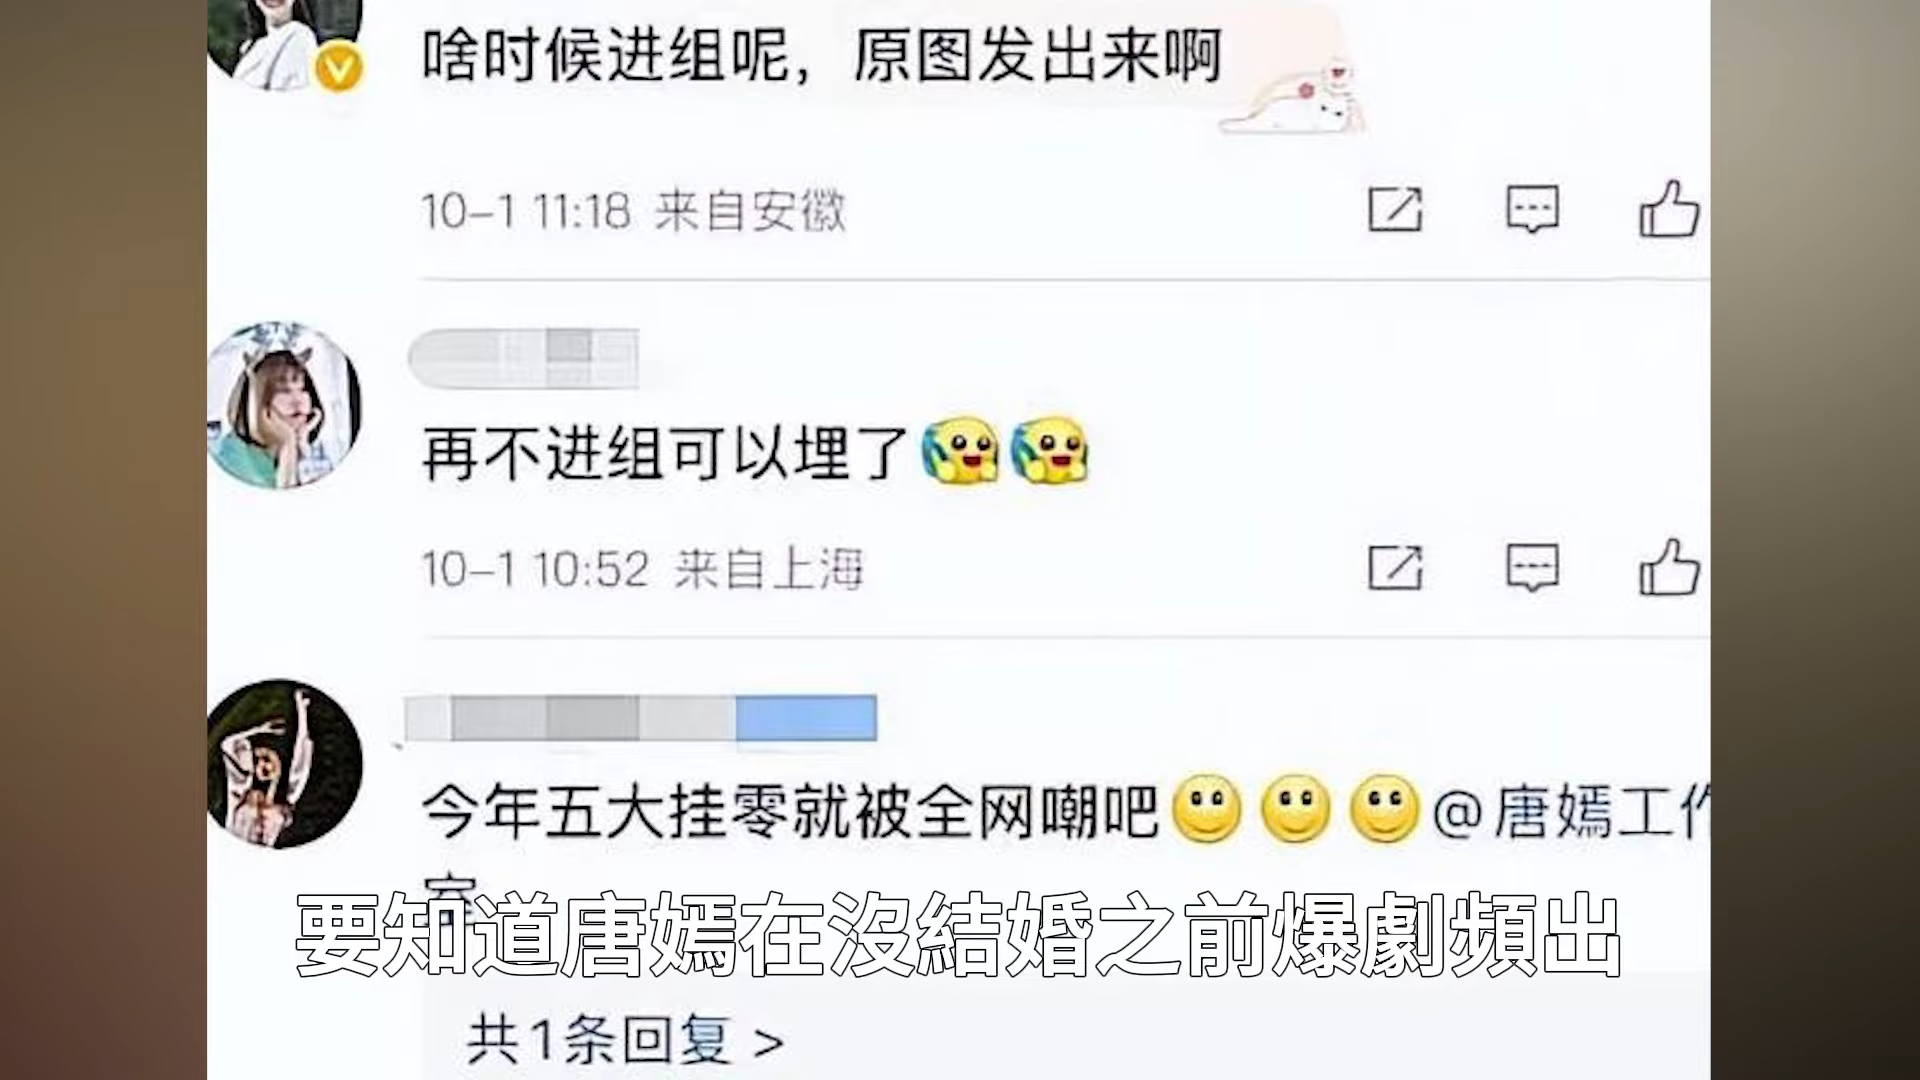 啥时候进组呢，原图发出来啊
10-1 11:18 来自安徽
再不进组可以埋了
10-1 10:52 来自上海
今年五大挂零就被全网嘲吧@唐嫣工作
室
要知道唐嫣在沒結婚之前爆劇頻出
共1条回复 >